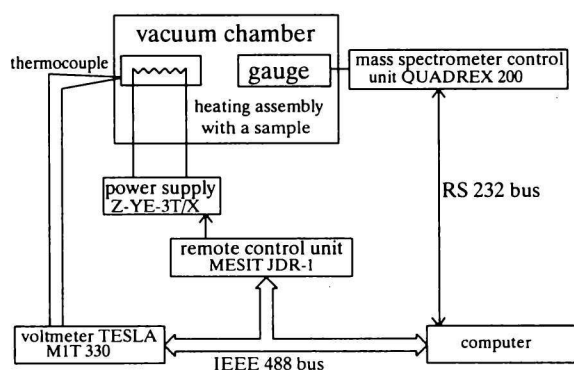 vacuum chamber
thermocouple
gauge
mass spectrometer control
unit QUADREX 200
heating assembly
with a sample
power supply
Z-YE-3T/X
RS 232 bus
remote control unit
MESIT JDR-1
voltmeter TESLA
M1T 330
computer
IEEE 488 bus